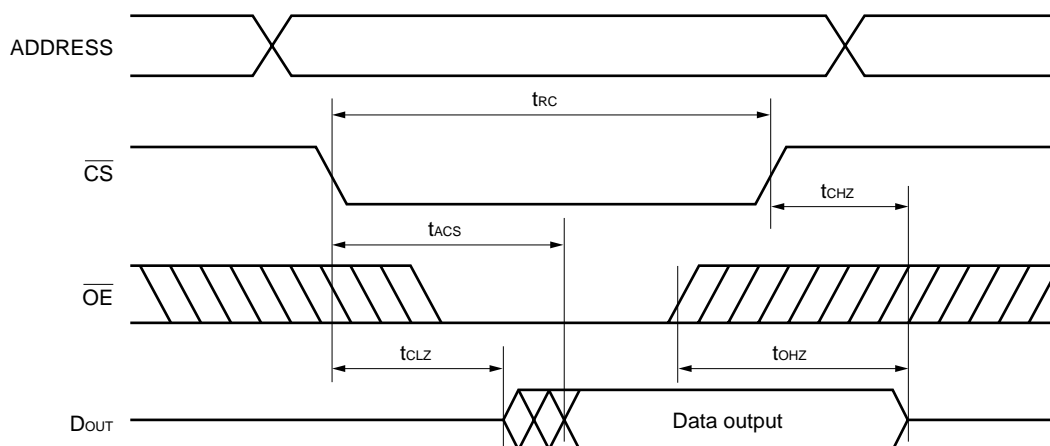 ADDRESS
tRC
CS
tCHZ
tACS
OE
tCLZ
tOHZ
DOUT
Data output